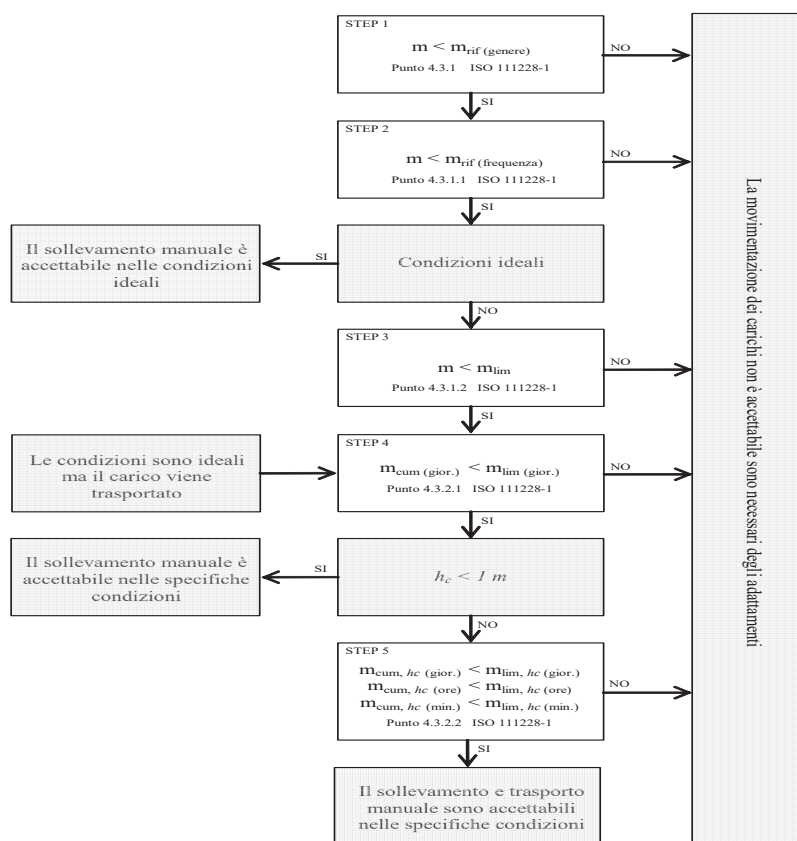 STEP 1
m < mrif (genere)
Punto 4.3.1 ISO 111228-1
NO
SI
STEP 2
m < mrif (frequenza)
Punto 4.3.1.1 ISO 111228-1
NO
SI
Il sollevamento manuale è
accettabile nelle condizioni
ideali
SI
Condizioni ideali
NO
STEP 3
m < mlim
Punto 4.3.1.2 ISO 111228-1
NO
SI
Le condizioni sono ideali
ma il carico viene
trasportato
STEP 4
mcum (gior.) < mlim (gior.)
Punto 4.3.2.1 ISO 111228-1
NO
SI
Il sollevamento manuale è
accettabile nelle specifiche
condizioni
SI
hc < 1 m
NO
STEP 5
mcum, hc (gior.) < mlim, hc (gior.)
mcum, hc (ore) < mlim, hc (ore)
mcum, hc (min.) < mlim, hc (min.)
Punto 4.3.2.2 ISO 111228-1
NO
SI
Il sollevamento e trasporto
manuale sono accettabili
nelle specifiche condizioni
La movimentazione dei carichi non è accettabile sono necessari degli adattamenti